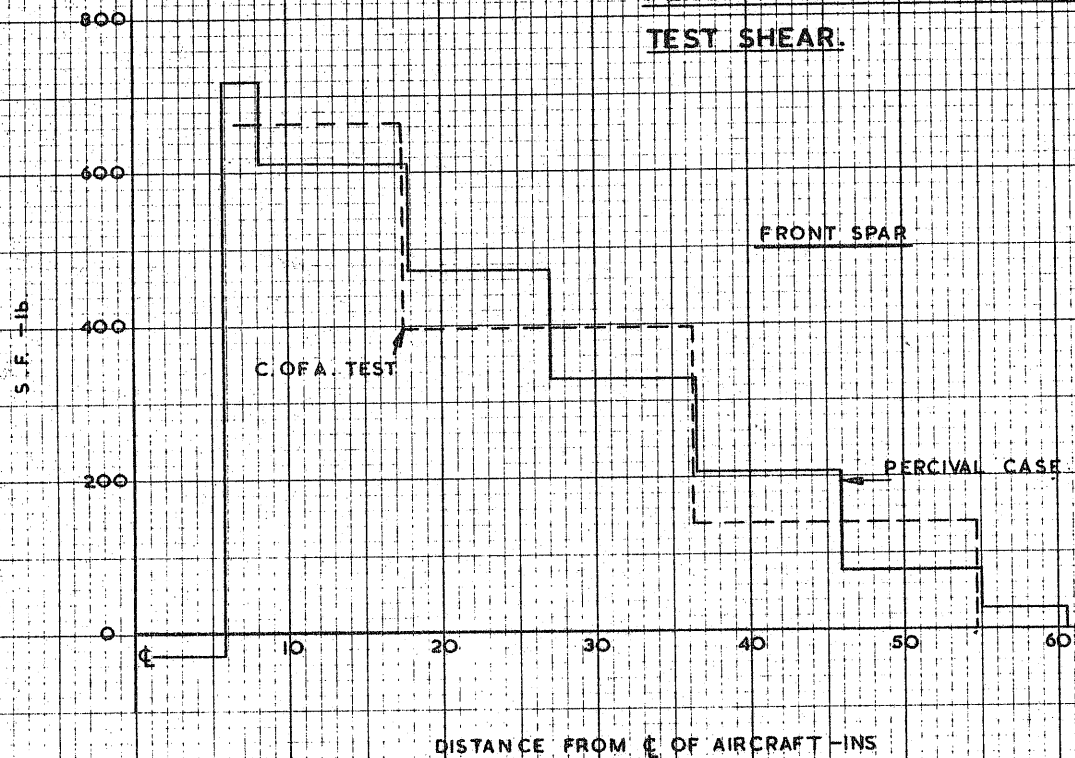 TEST SHEAR.
800
600
FRONT SPAR
400
S.F. -lb.
C. OF A. TEST
PERCIVAL CASE
200
0
℄
10
20
30
40
50
60
DISTANCE FROM ℄ OF AIRCRAFT -INS